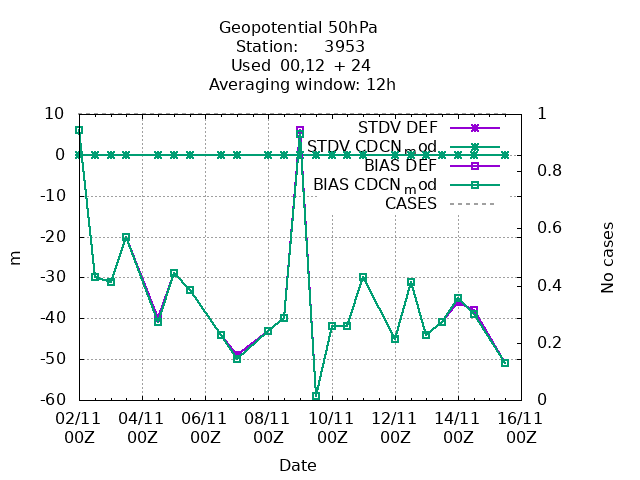 Geopotential 50hPa
Station: 3953
Used 00,12 + 24
Averaging window: 12h
10
0
-10
-20
-30
-40
-50
-60
m
1
0.8
0.6
0.4
0.2
0
No cases
STDV DEF
STDV CDCNmod
BIAS DEF
BIAS CDCNmod
CASES
02/11 04/11 06/11 08/11 10/11 12/11 14/11 16/11
00Z 00Z 00Z 00Z 00Z 00Z 00Z 00Z
Date